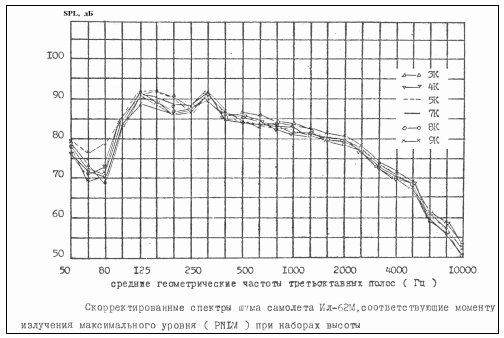 SPL, дБ
100
90
80
70
60
50
3К
4К
5К
7К
8К
9К
50 80 125 250 500 1000 2000 4000 10000
средние геометрические частоты третьоктавных полос ( Гц )
Скорректированные спектры шума самолета Ил-62М,соответствующие моменту
излучения максимального уровня ( PNLM ) при наборах высоты